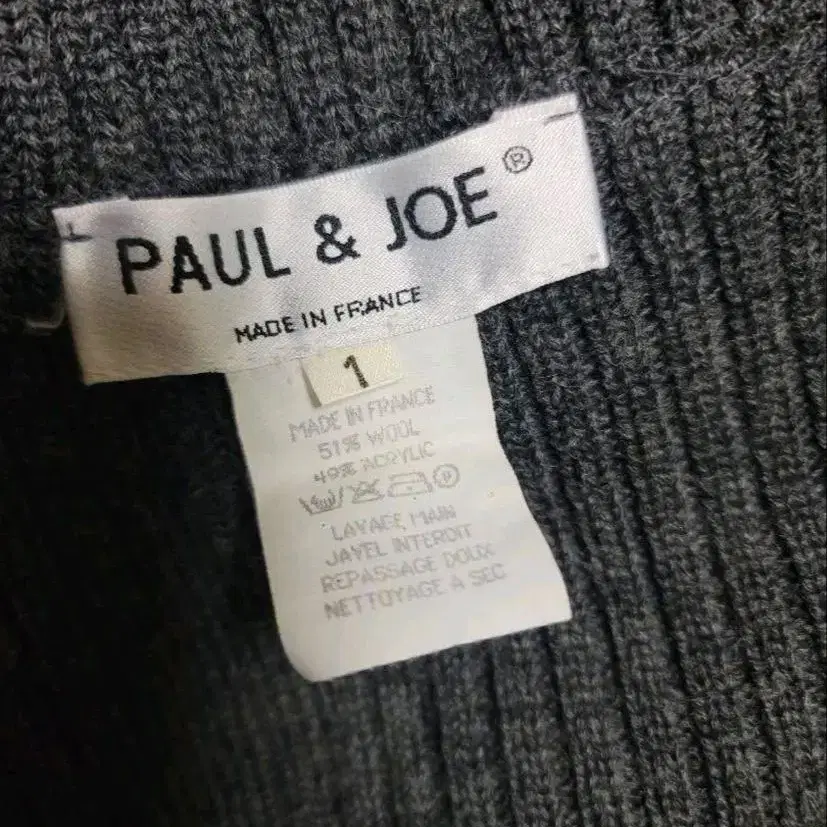 PAUL & JOE®
MADE IN FRANCE
1
MADE IN FRANCE
51% WOOL
49% ACRYLIC
LAVAGE MAIN
JAVEL INTERDIT
REPASSAGE DOUX
NETTOYAGE A SEC